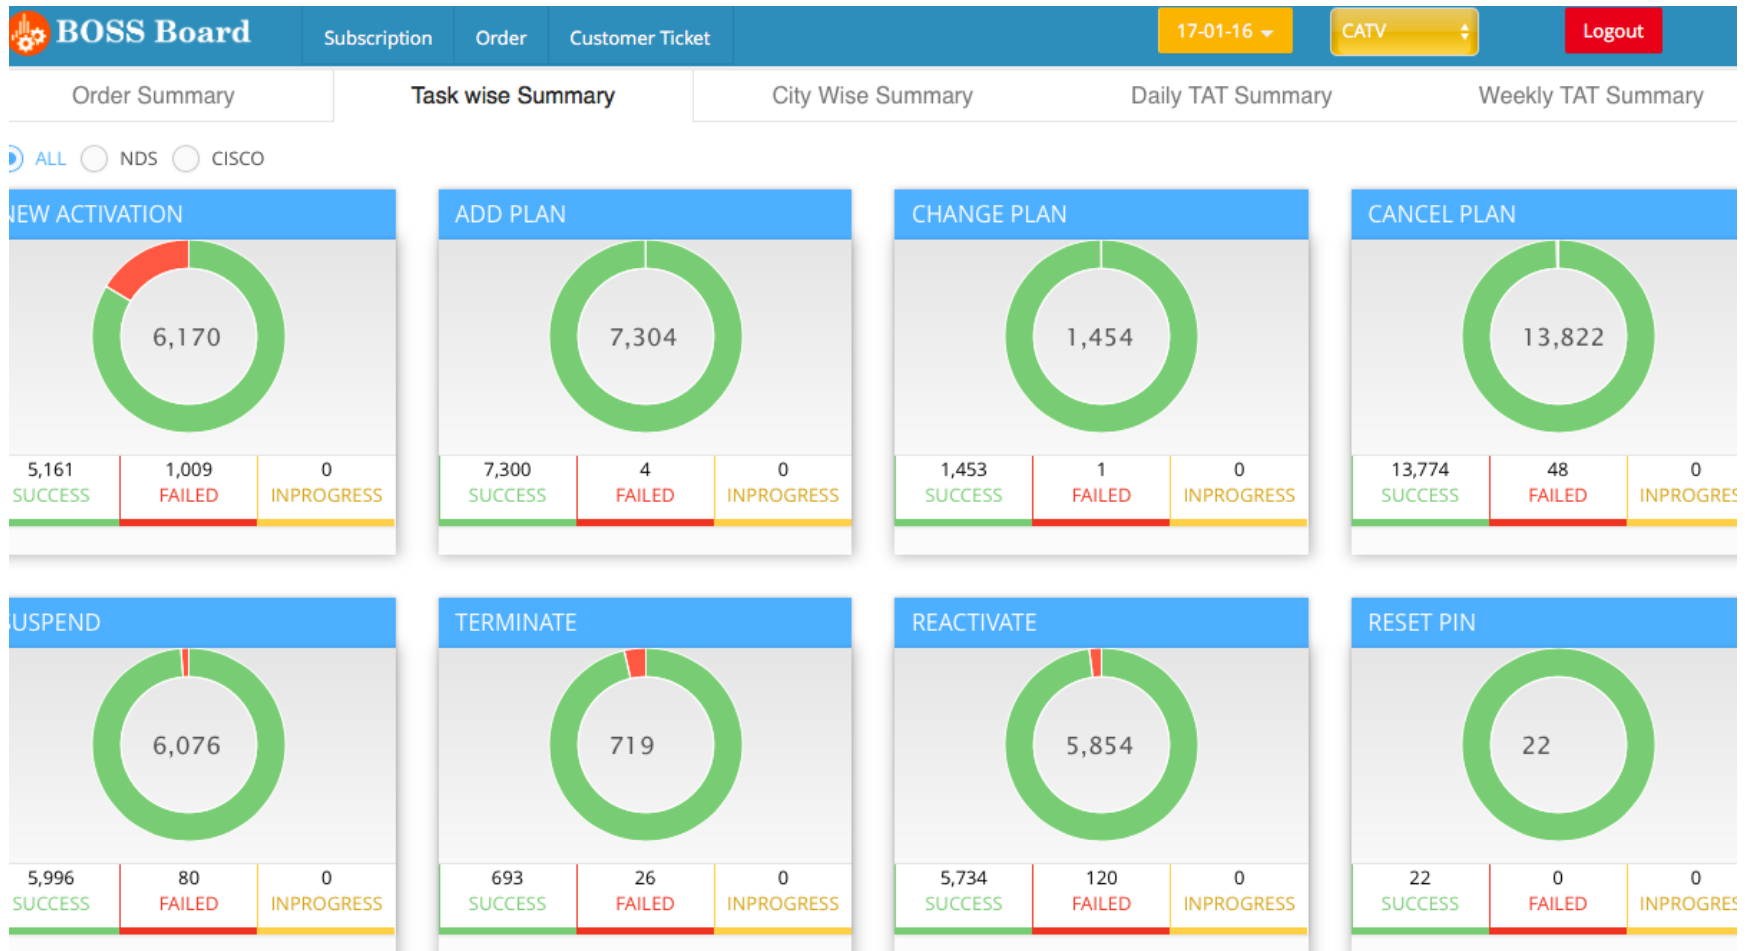 BOSS Board Subscription Order Customer Ticket 17-01-16 CATV Logout
Order Summary Task wise Summary City Wise Summary Daily TAT Summary Weekly TAT Summary
ALL NDS CISCO
NEW ACTIVATION ADD PLAN CHANGE PLAN CANCEL PLAN
6,170 7,304 1,454 13,822
5,161 1,009 0 7,300 4 0 1,453 1 0 13,774 48 0
SUCCESS FAILED INPROGRESS SUCCESS FAILED INPROGRESS SUCCESS FAILED INPROGRESS SUCCESS FAILED INPROGRES
SUSPEND TERMINATE REACTIVATE RESET PIN
6,076 719 5,854 22
5,996 80 0 693 26 0 5,734 120 0 22 0 0
SUCCESS FAILED INPROGRESS SUCCESS FAILED INPROGRESS SUCCESS FAILED INPROGRESS SUCCESS FAILED INPROGRES